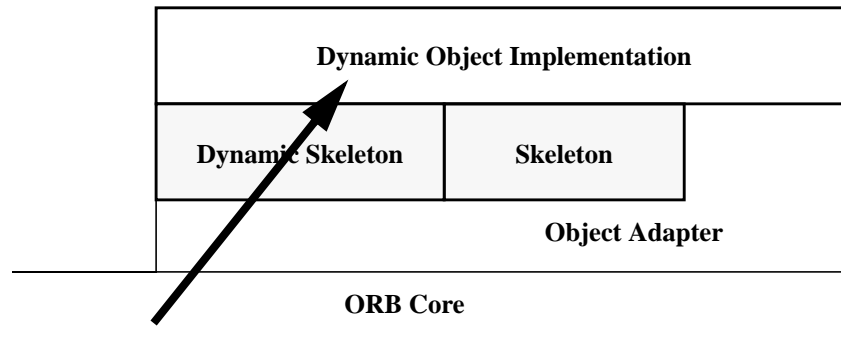 Dynamic Object Implementation
Dynamic Skeleton
Skeleton
Object Adapter
ORB Core